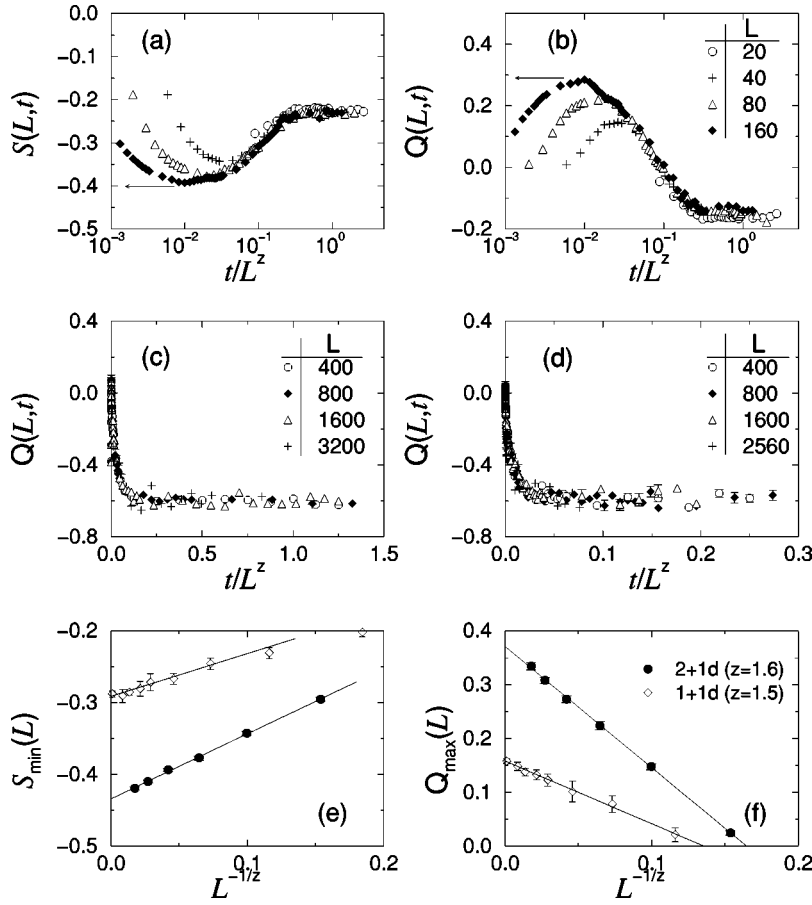 (a)
S(L,t)
0.0
−0.1
−0.2
−0.3
−0.4
−0.5
10⁻³ 10⁻² 10⁻¹ 10⁰
t/Lᶻ
(b)
Q(L,t)
0.4
0.2
0.0
−0.2
10⁻³ 10⁻² 10⁻¹ 10⁰
t/Lᶻ
L
20
40
80
160
(c)
Q(L,t)
0.4
0.0
−0.4
−0.8
0.0 0.5 1.0 1.5
t/Lᶻ
L
400
800
1600
3200
(d)
Q(L,t)
0.4
0.0
−0.4
−0.8
0.0 0.1 0.2 0.3
t/Lᶻ
L
400
800
1600
2560
(e)
Smin(L)
−0.2
−0.3
−0.4
−0.5
0.0 0.1 0.2
L⁻¹/ᶻ
(f)
Qmax(L)
0.4
0.3
0.2
0.1
0.0
0.0 0.1 0.2
L⁻¹/ᶻ
2+1d (z=1.6)
1+1d (z=1.5)